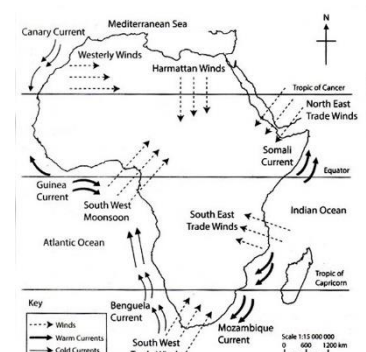 Mediterranean Sea
N
Canary Current
Westerly Winds
Harmattan Winds
Tropic of Cancer
North East
Trade Winds
Somali
Current
Equator
Guinea
Current
South West
Moonsoon
South East
Trade Winds
Indian Ocean
Atlantic Ocean
Tropic of
Capricorn
Key
Winds
Warm Currents
Cold Currents
Benguela
Current
South West
Mozambique
Current
Scale 1:15 000 000
0 600 1200 km